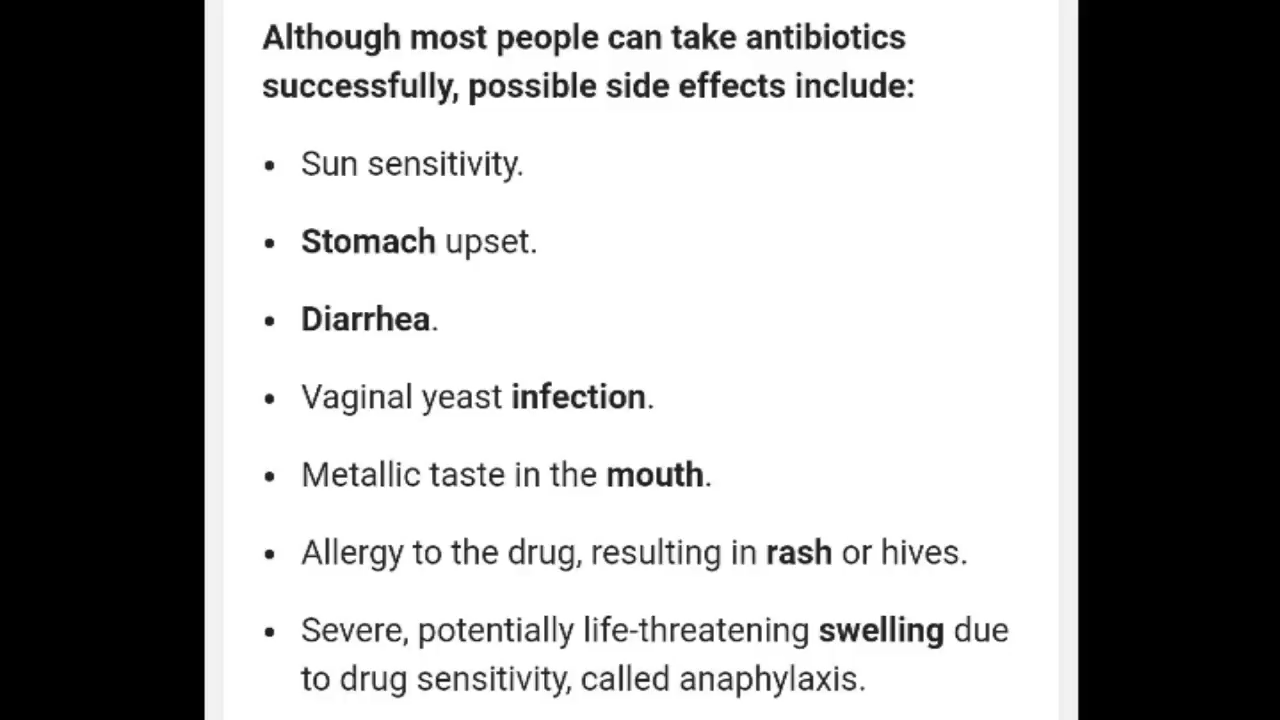 Although most people can take antibiotics
successfully, possible side effects include:
• Sun sensitivity.
• Stomach upset.
• Diarrhea.
• Vaginal yeast infection.
• Metallic taste in the mouth.
• Allergy to the drug, resulting in rash or hives.
• Severe, potentially life-threatening swelling due
to drug sensitivity, called anaphylaxis.